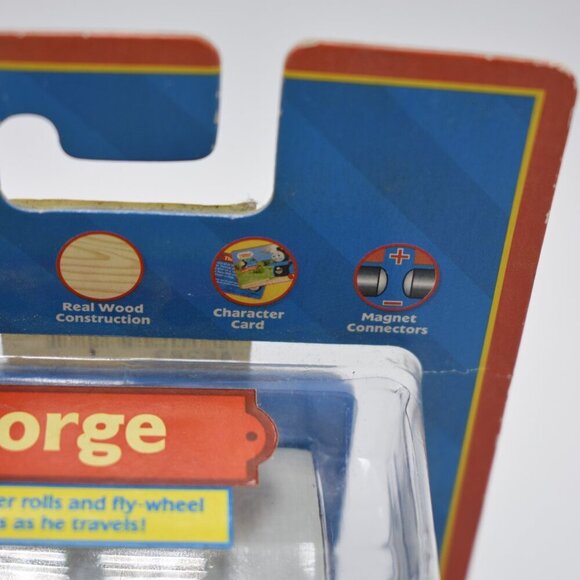 Real Wood
Construction
Character
Card
+
Magnet
Connectors
orge
er rolls and fly-wheel
s as he travels!